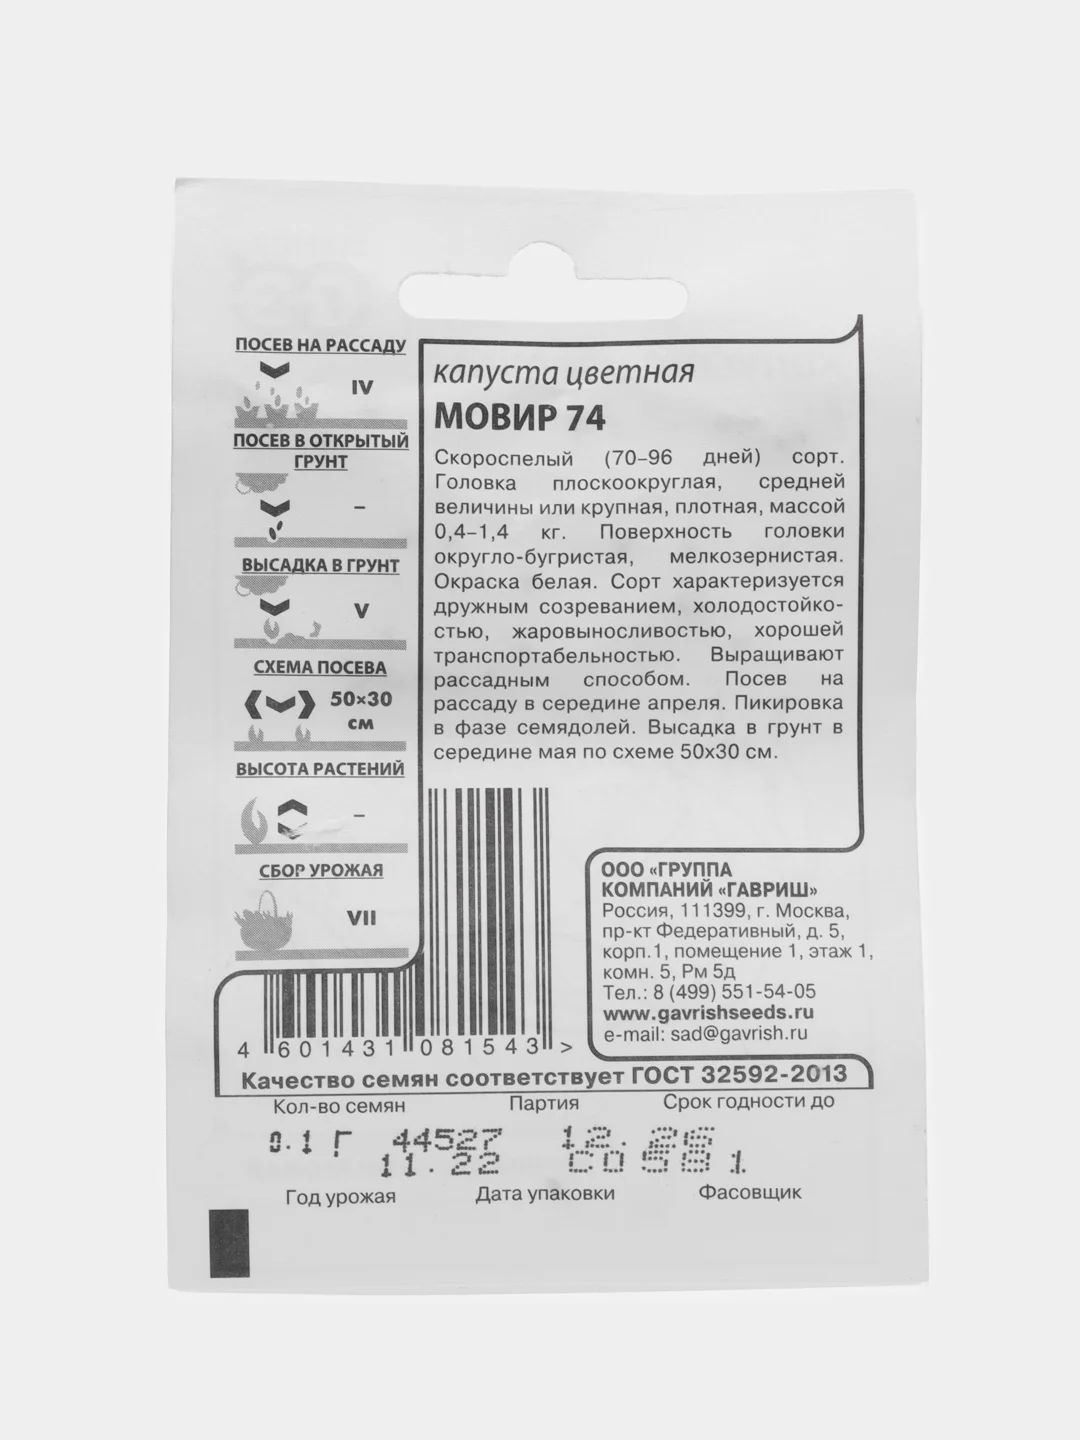 ПОСЕВ НА РАССАДУ
IV
ПОСЕВ В ОТКРЫТЫЙ
ГРУНТ
–
ВЫСАДКА В ГРУНТ
V
СХЕМА ПОСЕВА
50×30
см
ВЫСОТА РАСТЕНИЙ
–
СБОР УРОЖАЯ
VII
капуста цветная
МОВИР 74
Скороспелый (70–96 дней) сорт.
Головка плоскоокруглая, средней
величины или крупная, плотная, массой
0,4–1,4 кг. Поверхность головки
округло-бугристая, мелкозернистая.
Окраска белая. Сорт характеризуется
дружным созреванием, холодостойко-
стью, жаровыносливостью, хорошей
транспортабельностью. Выращивают
рассадным способом. Посев на
рассаду в середине апреля. Пикировка
в фазе семядолей. Высадка в грунт в
середине мая по схеме 50х30 см.
ООО «ГРУППА
КОМПАНИЙ «ГАВРИШ»
Россия, 111399, г. Москва,
пр-кт Федеративный, д. 5,
корп.1, помещение 1, этаж 1,
комн. 5, Рм 5д
Тел.: 8 (499) 551-54-05
www.gavrishseeds.ru
e-mail: sad@gavrish.ru
4 601431 081543 >
Качество семян соответствует ГОСТ 32592-2013
Кол-во семян Партия Срок годности до
0.1 Г 44527 12.26
11.22 С0581
Год урожая Дата упаковки Фасовщик